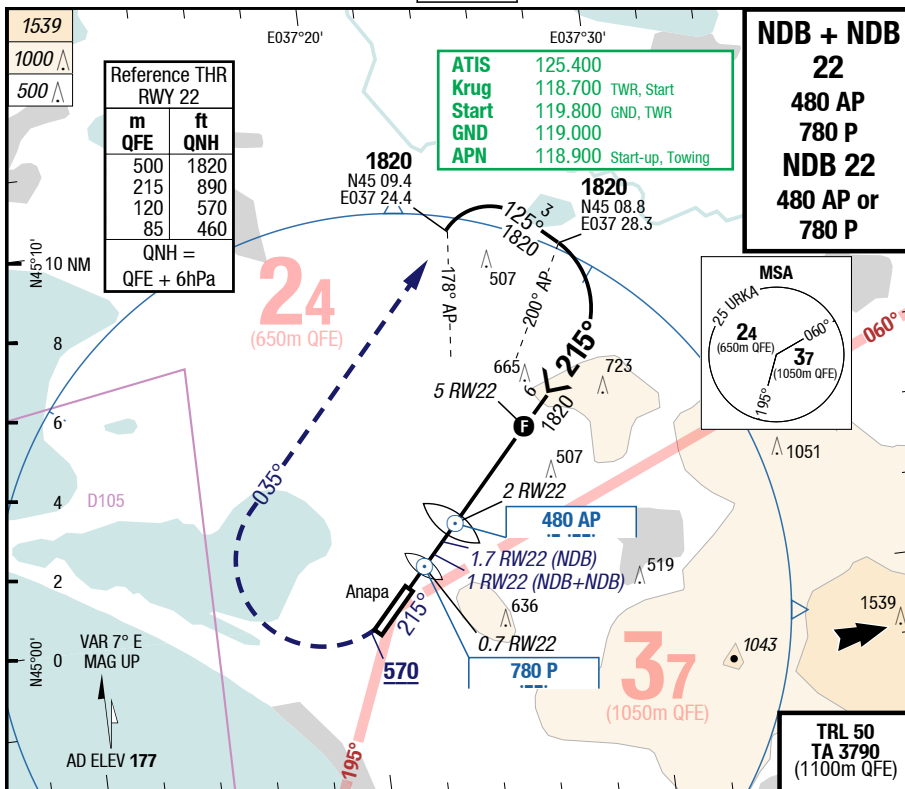 1539
1000
500
E037°20'
E037°30'
Reference THR
RWY 22
m ft
QFE QNH
500 1820
215 890
120 570
85 460
QNH =
QFE + 6hPa
ATIS 125.400
Krug 118.700 TWR, Start
Start 119.800 GND, TWR
GND 119.000
APN 118.900 Start-up, Towing
NDB + NDB
22
480 AP
780 P
NDB 22
480 AP or
780 P
1820
N45 09.4
E037 24.4
1820
N45 08.8
E037 28.3
125°
3
1820
178° AP
200° AP
507
N45°10'
10 NM
24
(650m QFE)
MSA
25 URKA
24
(650m QFE)
060°
37
(1050m QFE)
195°
060°
8
215°
665
723
6
1820
5 RW22
F
6
1051
507
035°
D105
2 RW22
4
480 AP
1.7 RW22 (NDB)
1 RW22 (NDB+NDB)
519
2
Anapa
215°
636
0.7 RW22
1539
570
780 P
37
(1050m QFE)
1043
N45°00'
0
VAR 7° E
MAG UP
AD ELEV 177
195°
TRL 50
TA 3790
(1100m QFE)